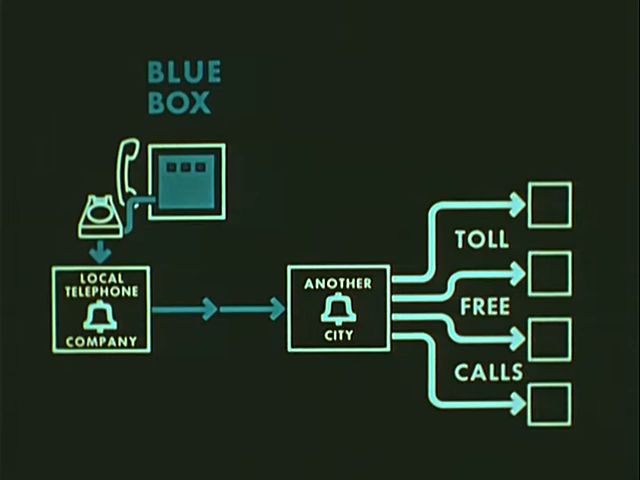 BLUE
BOX
LOCAL
TELEPHONE
COMPANY
ANOTHER
CITY
TOLL
FREE
CALLS